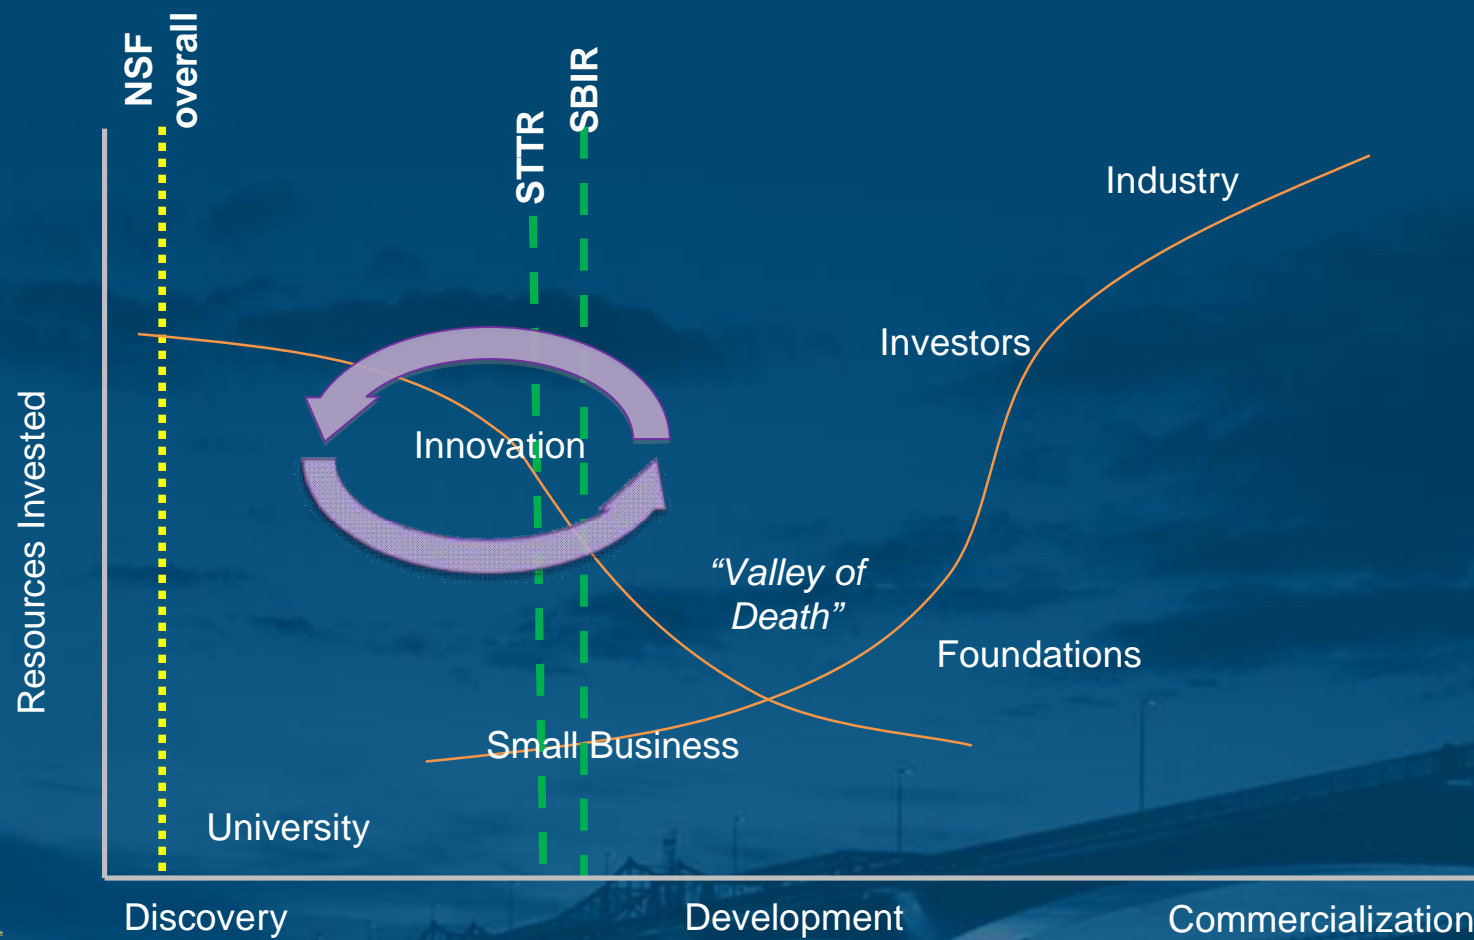 NSF
overall
STTR
SBIR
Industry
Investors
Innovation
“Valley of
Death”
Foundations
Small Business
University
Resources Invested
Discovery
Development
Commercialization